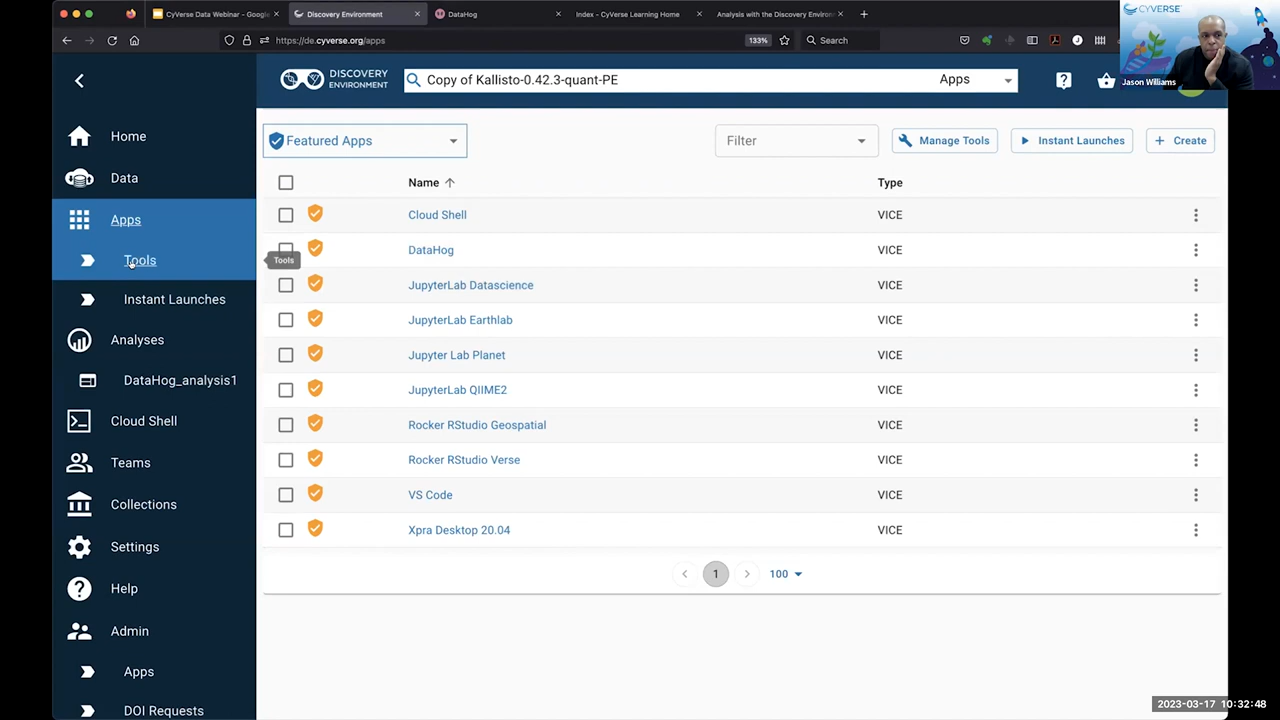 CyVerse Data Webinar - Google
Discovery Environment
DataHog
Index - CyVerse Learning Home
Analysis with the Discovery Environ
https://de.cyverse.org/apps
133%
Search
CYVERSE
Jason Williams
DISCOVERY
ENVIRONMENT
Copy of Kallisto-0.42.3-quant-PE
Apps
Home
Data
Apps
Tools
Instant Launches
Analyses
DataHog_analysis1
Cloud Shell
Teams
Collections
Settings
Help
Admin
Apps
DOI Requests
Tools
Featured Apps
Filter
Manage Tools
Instant Launches
Create
Name
Type
Cloud Shell VICE
DataHog VICE
JupyterLab Datascience VICE
JupyterLab Earthlab VICE
Jupyter Lab Planet VICE
JupyterLab QIIME2 VICE
Rocker RStudio Geospatial VICE
Rocker RStudio Verse VICE
VS Code VICE
Xpra Desktop 20.04 VICE
1
100
2023-03-17 10:32:48